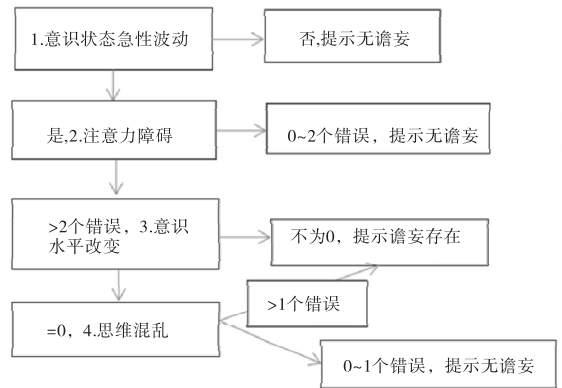 1.意识状态急性波动
否,提示无谵妄
是,2.注意力障碍
0~2个错误，提示无谵妄
>2个错误，3.意识
水平改变
不为0，提示谵妄存在
>1个错误
=0，4.思维混乱
0~1个错误，提示无谵妄